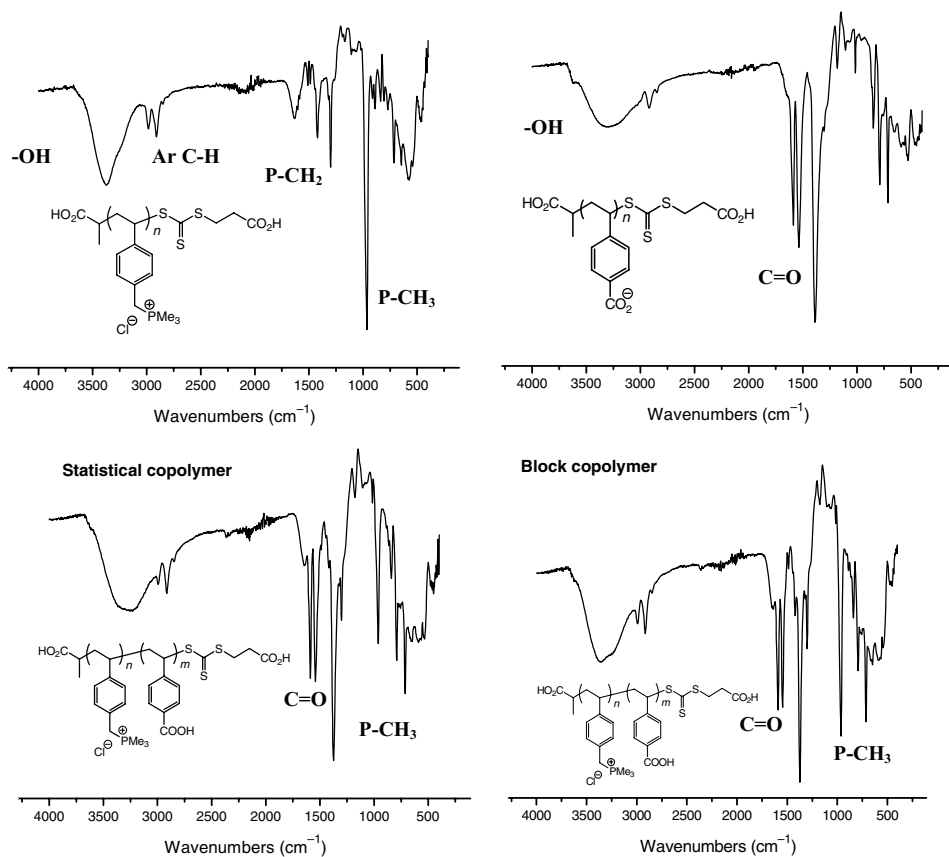 -OH
Ar C-H
P-CH₂
P-CH₃
HO₂C
n
S
S
S
CO₂H
Cl⊖
⊕
PMe₃
4000 3500 3000 2500 2000 1500 1000 500
Wavenumbers (cm⁻¹)
-OH
C=O
HO₂C
n
S
S
S
CO₂H
CO₂⊖
4000 3500 3000 2500 2000 1500 1000 500
Wavenumbers (cm⁻¹)
Statistical copolymer
C=O
P-CH₃
HO₂C
n
m
S
S
S
CO₂H
Cl⊖
⊕
PMe₃
COOH
4000 3500 3000 2500 2000 1500 1000 500
Wavenumbers (cm⁻¹)
Block copolymer
C=O
P-CH₃
HO₂C
n
m
S
S
S
CO₂H
Cl⊖
⊕
PMe₃
COOH
4000 3500 3000 2500 2000 1500 1000 500
Wavenumbers (cm⁻¹)